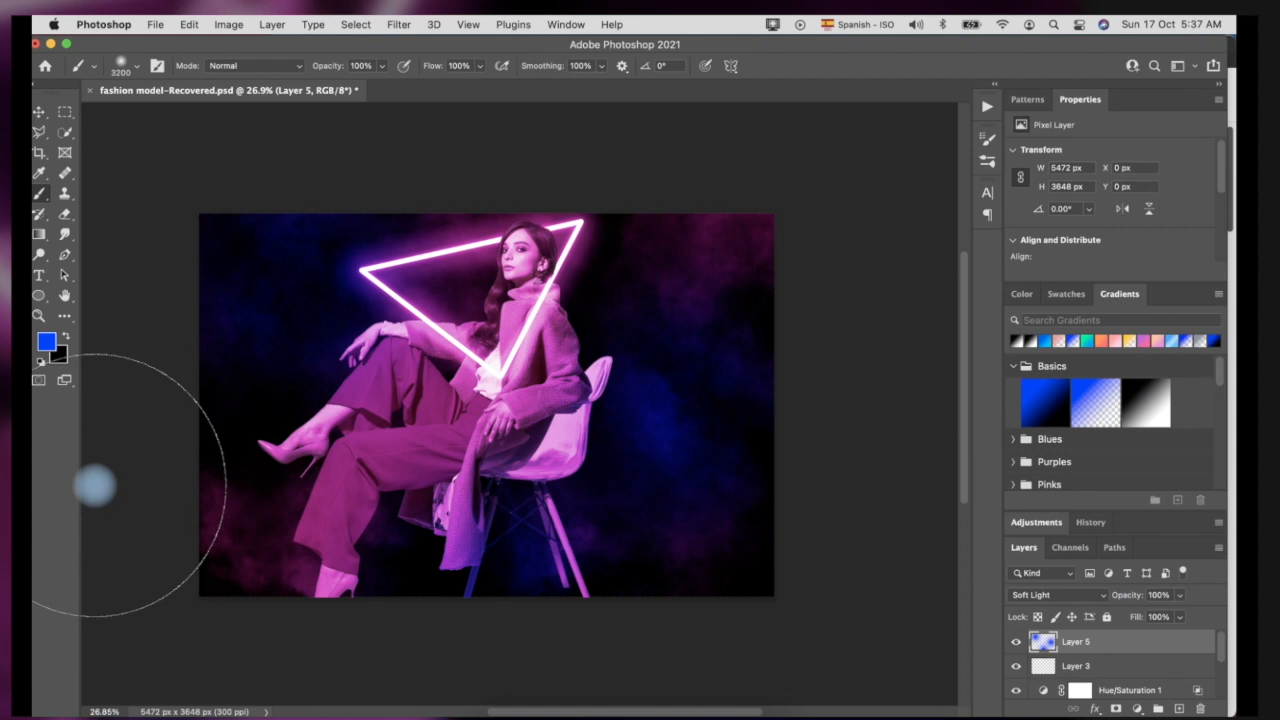 Photoshop File Edit Image Layer Type Select Filter 3D View Plugins Window Help Spanish - ISO Sun 17 Oct 5:37 AM
Adobe Photoshop 2021
3200 Mode: Normal Opacity: 100% Flow: 100% Smoothing: 100% 0°
× fashion model-Recovered.psd @ 26.9% (Layer 5, RGB/8*) *
Patterns Properties
Pixel Layer
Transform
W 5472 px X 0 px
H 3648 px Y 0 px
0.00°
Align and Distribute
Align:
Color Swatches Gradients
Search Gradients
Basics
Blues
Purples
Pinks
Adjustments History
Layers Channels Paths
Kind
Soft Light Opacity: 100%
Lock: Fill: 100%
Layer 5
Layer 3
Hue/Saturation 1
26.85% 5472 px x 3648 px (300 ppi)